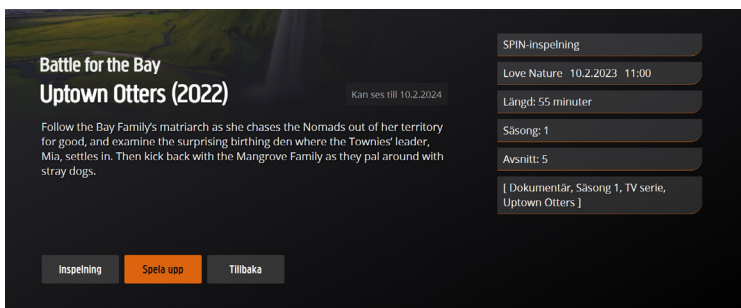 Battle for the Bay
Uptown Otters (2022)
Kan ses till 10.2.2024
Follow the Bay Family's matriarch as she chases the Nomads out of her territory
for good, and examine the surprising birthing den where the Townies' leader,
Mia, settles in. Then kick back with the Mangrove Family as they pal around with
stray dogs.
Inspelning
Spela upp
Tillbaka
SPIN-inspelning
Love Nature 10.2.2023 11:00
Längd: 55 minuter
Säsong: 1
Avsnitt: 5
[ Dokumentär, Säsong 1, TV serie,
Uptown Otters ]